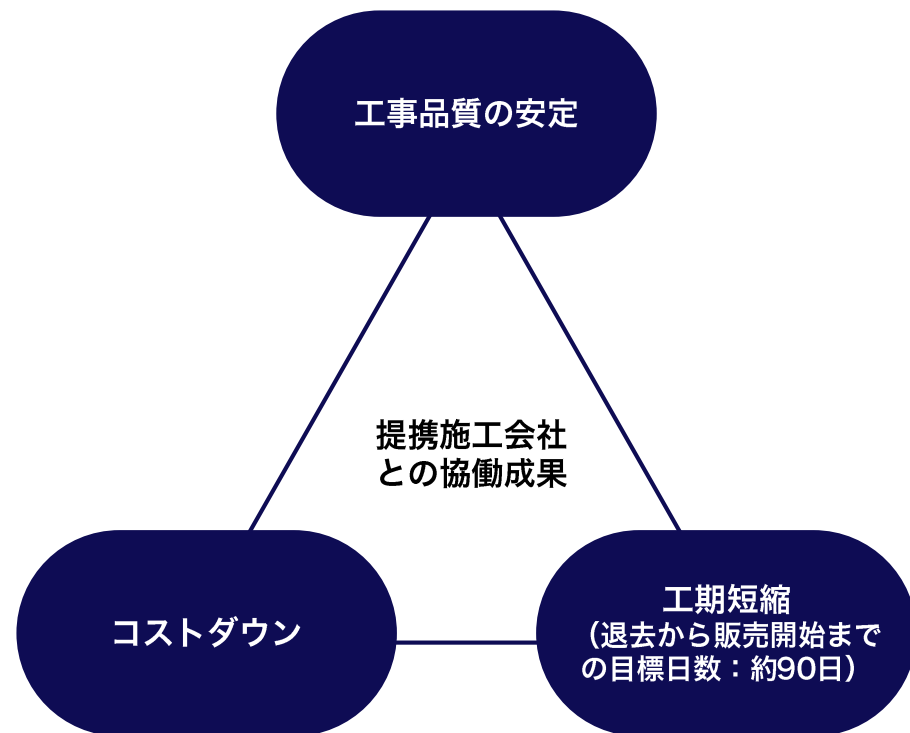 工事品質の安定
提携施工会社
との協働成果
コストダウン
工期短縮
（退去から販売開始まで
の目標日数：約90日）